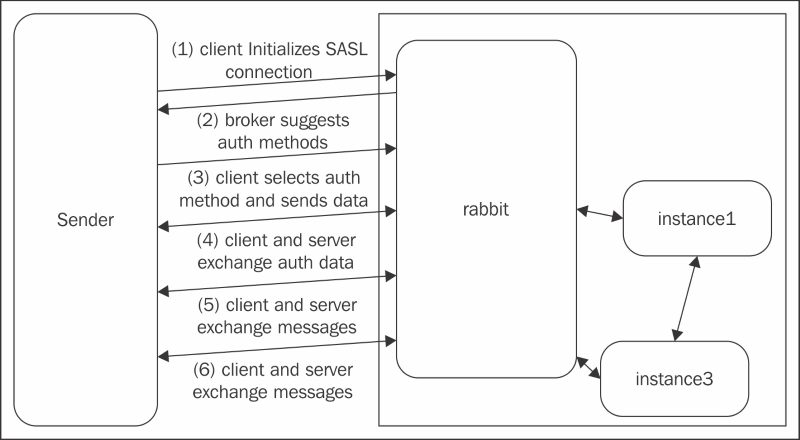 (1) client Initializes SASL
connection
(2) broker suggests
auth methods
(3) client selects auth
method and sends data
(4) client and server
exchange auth data
(5) client and server
exchange messages
(6) client and server
exchange messages
Sender
rabbit
instance1
instance3